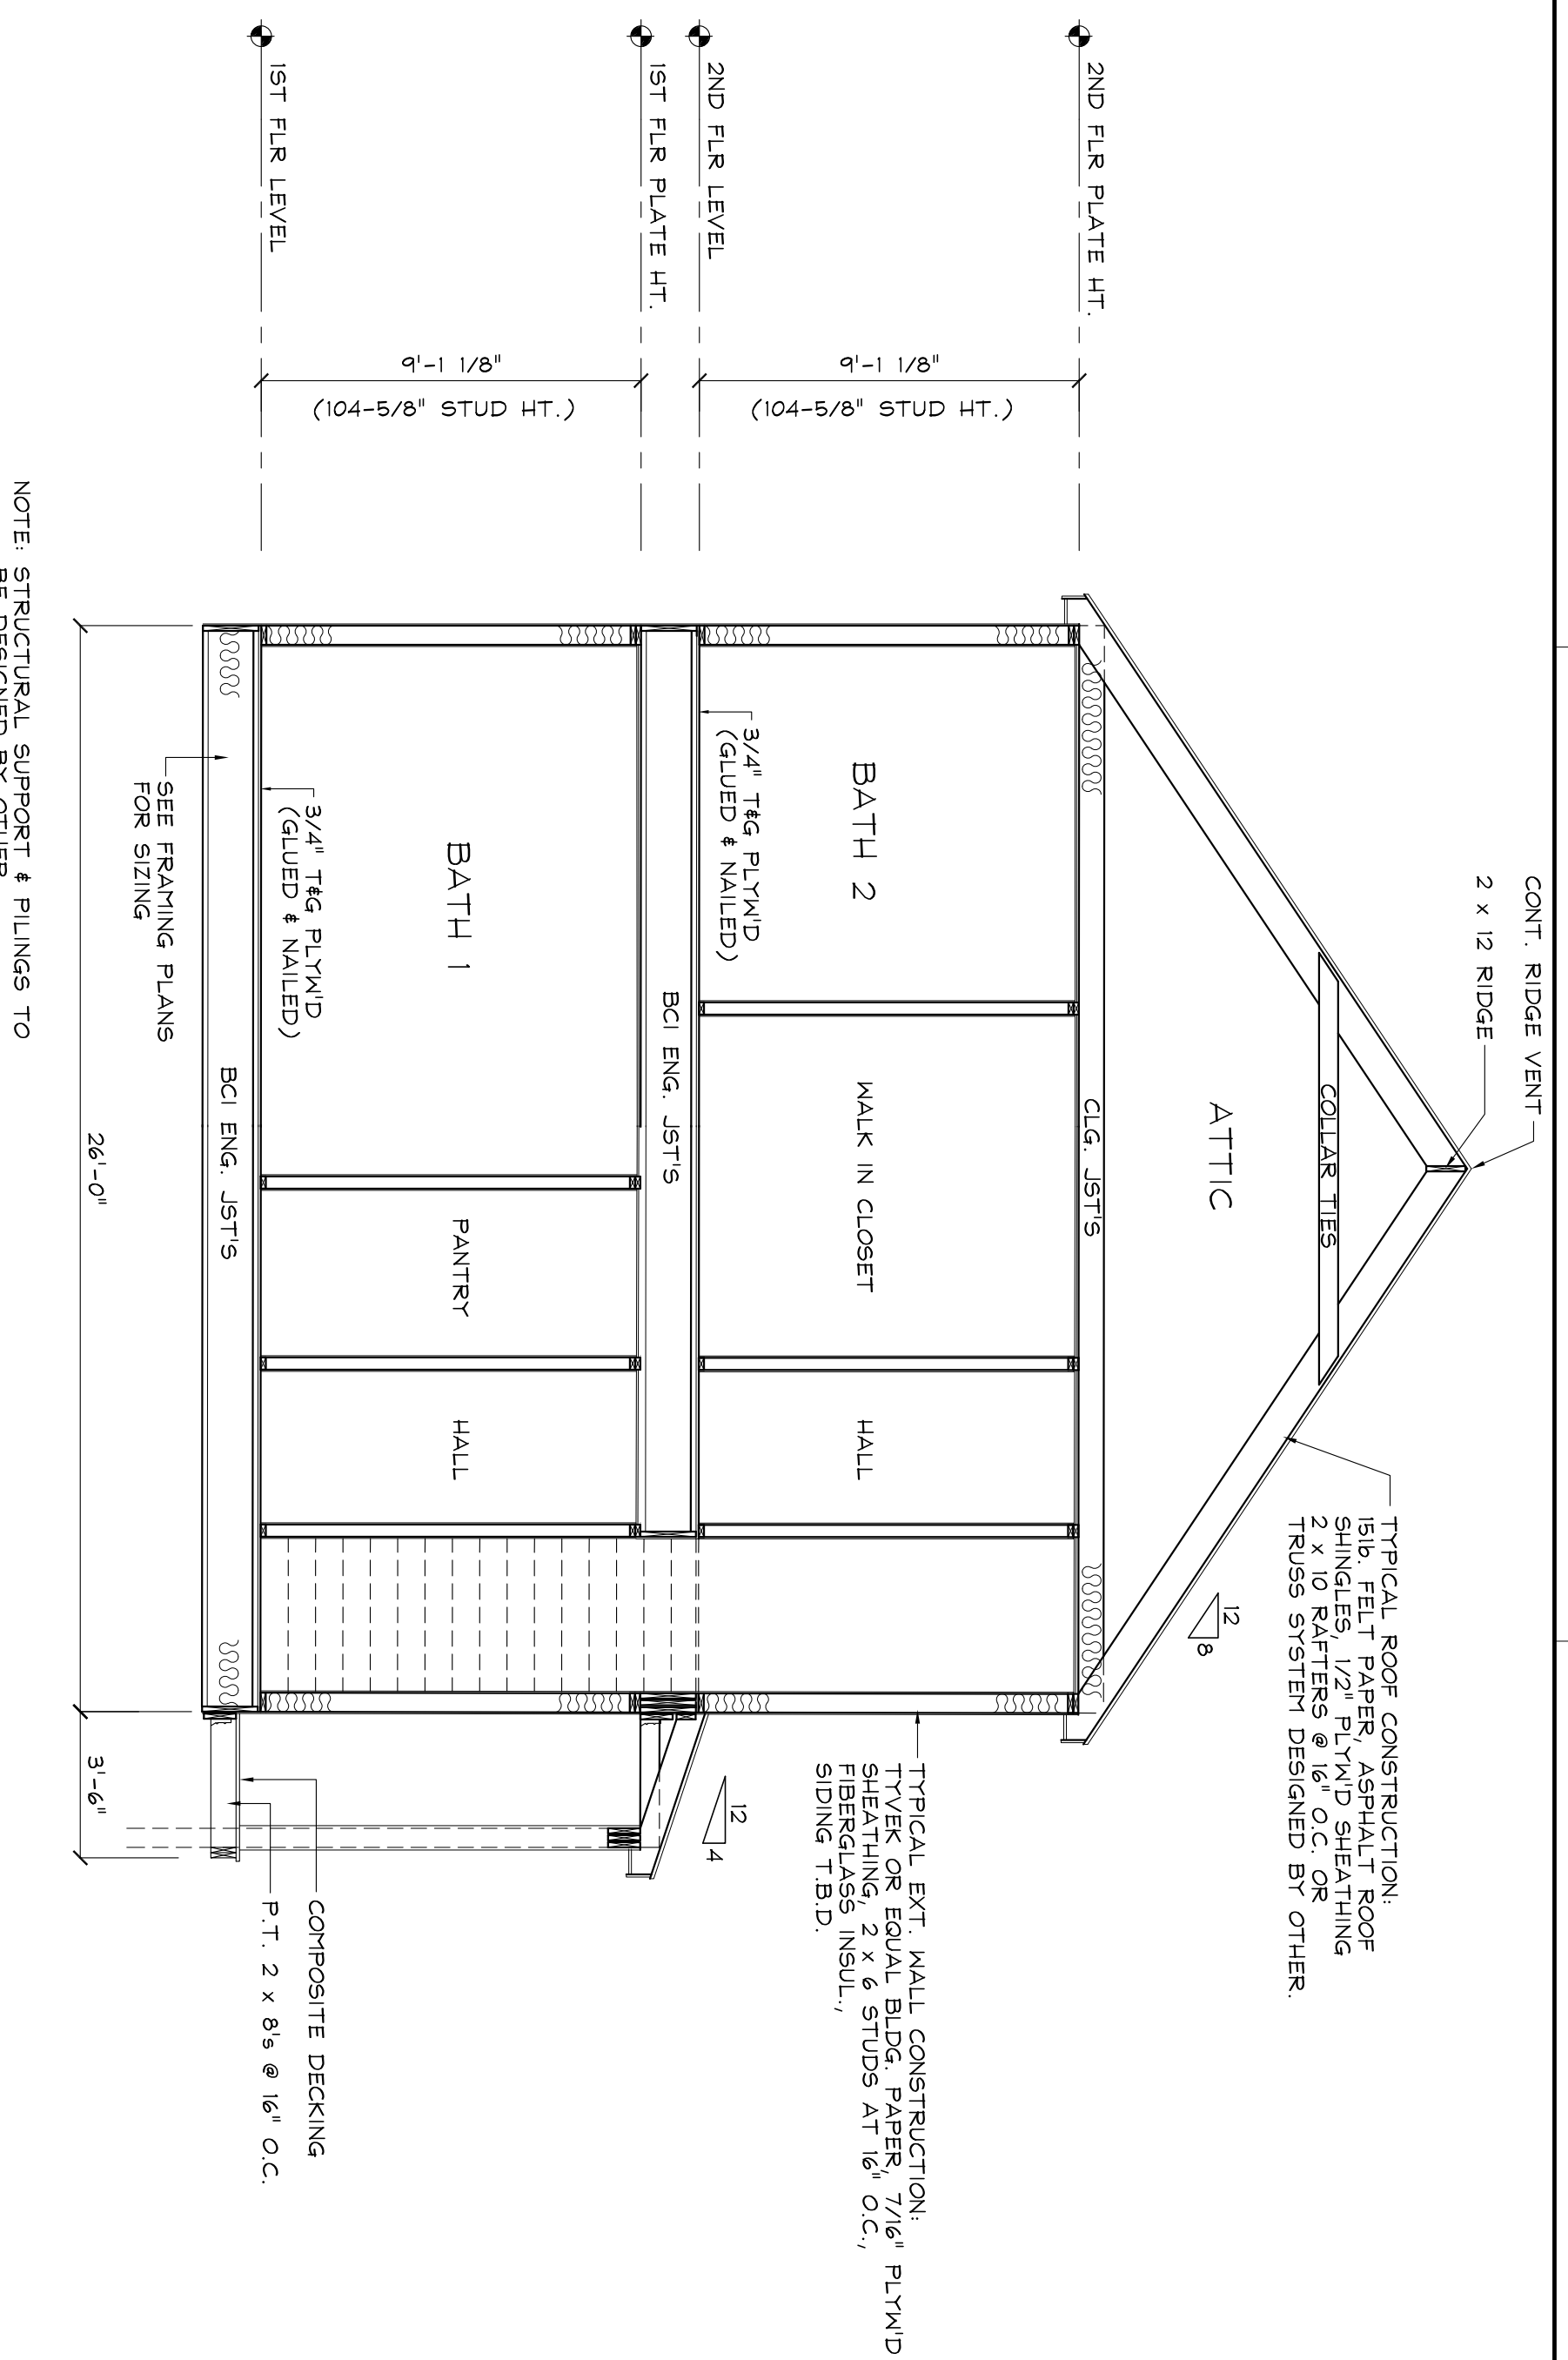 CONT. RIDGE VENT
2 x 12 RIDGE
COLLAR TIES
ATTIC
TYPICAL ROOF CONSTRUCTION:
15lb. FELT PAPER, ASPHALT ROOF
SHINGLES, 1/2" PLYW'D SHEATHING
2 x 10 RAFTERS @ 16" O.C. OR
TRUSS SYSTEM DESIGNED BY OTHER.
12
8
2ND FLR PLATE HT.
CLG. JST'S
9'-1 1/8"
(104-5/8" STUD HT.)
BATH 2
WALK IN CLOSET
HALL
TYPICAL EXT. WALL CONSTRUCTION:
TYVEK OR EQUAL BLDG. PAPER, 7/16" PLYW'D
SHEATHING, 2 x 6 STUDS AT 16" O.C.,
FIBERGLASS INSUL.,
SIDING T.B.D.
3/4" T&G PLYW'D
(GLUED & NAILED)
12
4
2ND FLR LEVEL
1ST FLR PLATE HT.
BCI ENG. JST'S
9'-1 1/8"
(104-5/8" STUD HT.)
BATH 1
PANTRY
HALL
3/4" T&G PLYW'D
(GLUED & NAILED)
COMPOSITE DECKING
P.T. 2 x 8's @ 16" O.C.
1ST FLR LEVEL
BCI ENG. JST'S
SEE FRAMING PLANS
FOR SIZING
26'-0"
3'-6"
NOTE: STRUCTURAL SUPPORT & PILINGS TO
BE DESIGNED BY OTHER